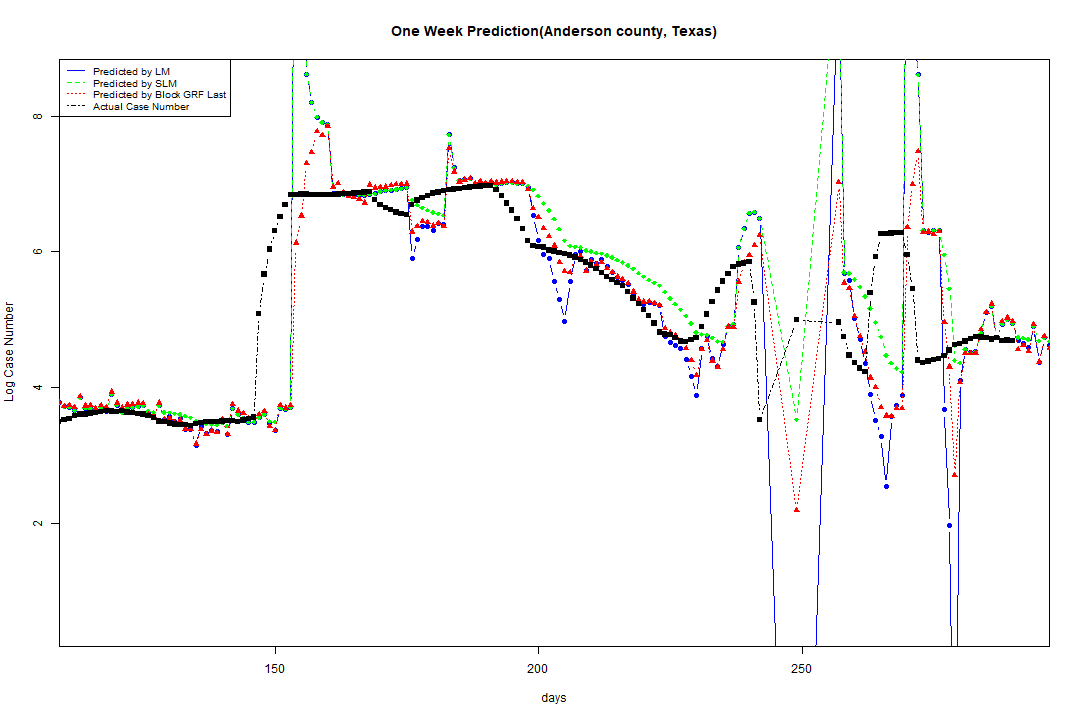 One Week Prediction(Anderson county, Texas)
Predicted by LM
Predicted by SLM
Predicted by Block GRF Last
Actual Case Number
8
6
4
2
Log Case Number
150 200 250
days